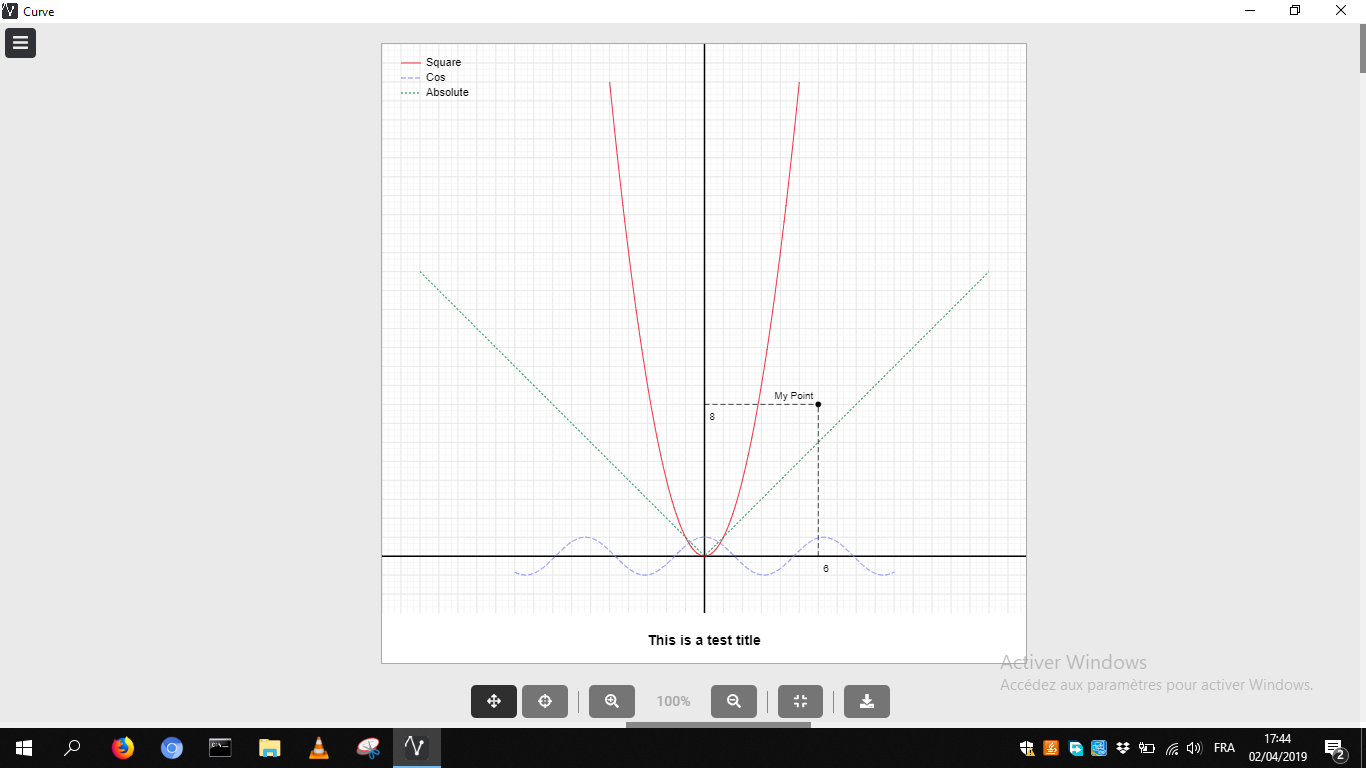 Curve
Square
Cos
Absolute
My Point
8
6
This is a test title
Activer Windows
Accédez aux paramètres pour activer Windows.
100%
FRA
17:44
02/04/2019
2